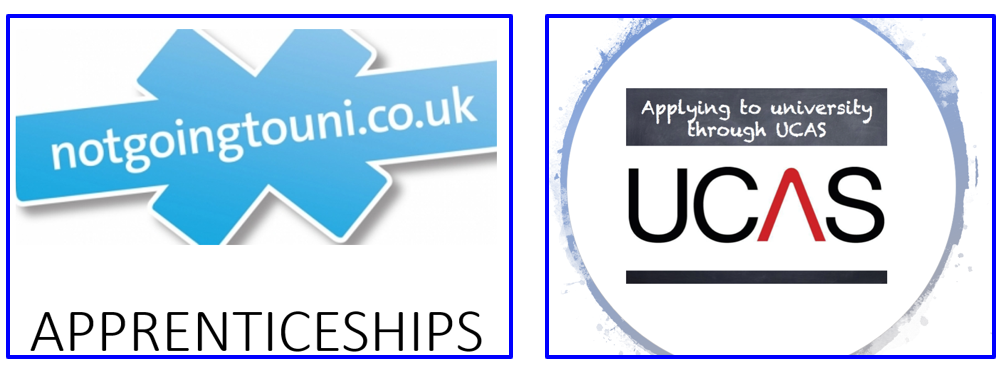 notgoingtouni.co.uk
APPRENTICESHIPS
Applying to university
through UCAS
UCAS